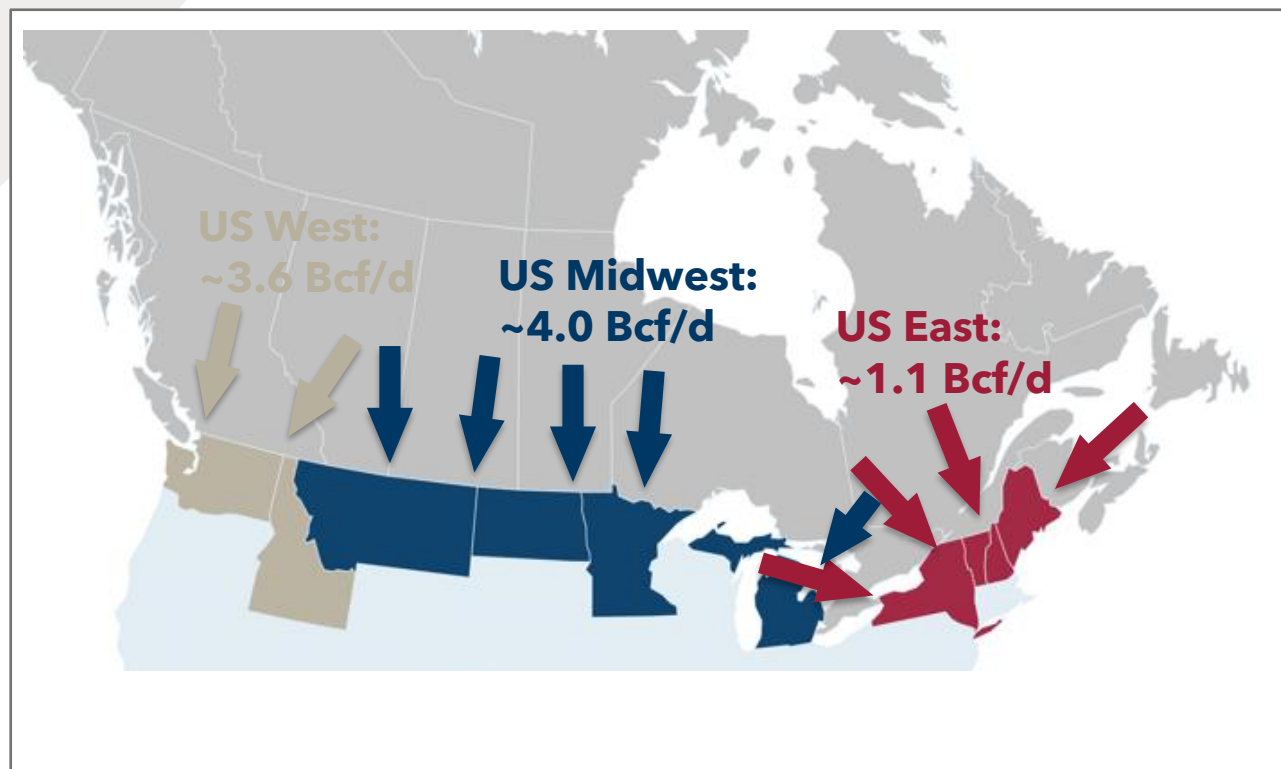 US West:
~3.6 Bcf/d
US Midwest:
~4.0 Bcf/d
US East:
~1.1 Bcf/d